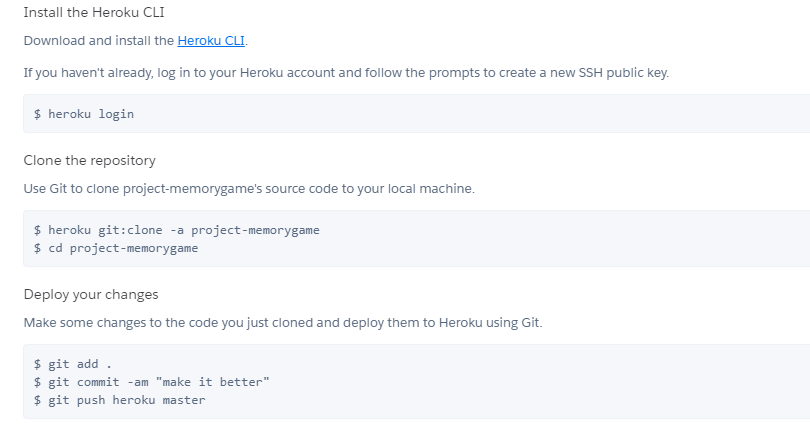 Install the Heroku CLI
Download and install the Heroku CLI.
If you haven't already, log in to your Heroku account and follow the prompts to create a new SSH public key.
$ heroku login
Clone the repository
Use Git to clone project-memorygame's source code to your local machine.
$ heroku git:clone -a project-memorygame
$ cd project-memorygame
Deploy your changes
Make some changes to the code you just cloned and deploy them to Heroku using Git.
$ git add .
$ git commit -am "make it better"
$ git push heroku master